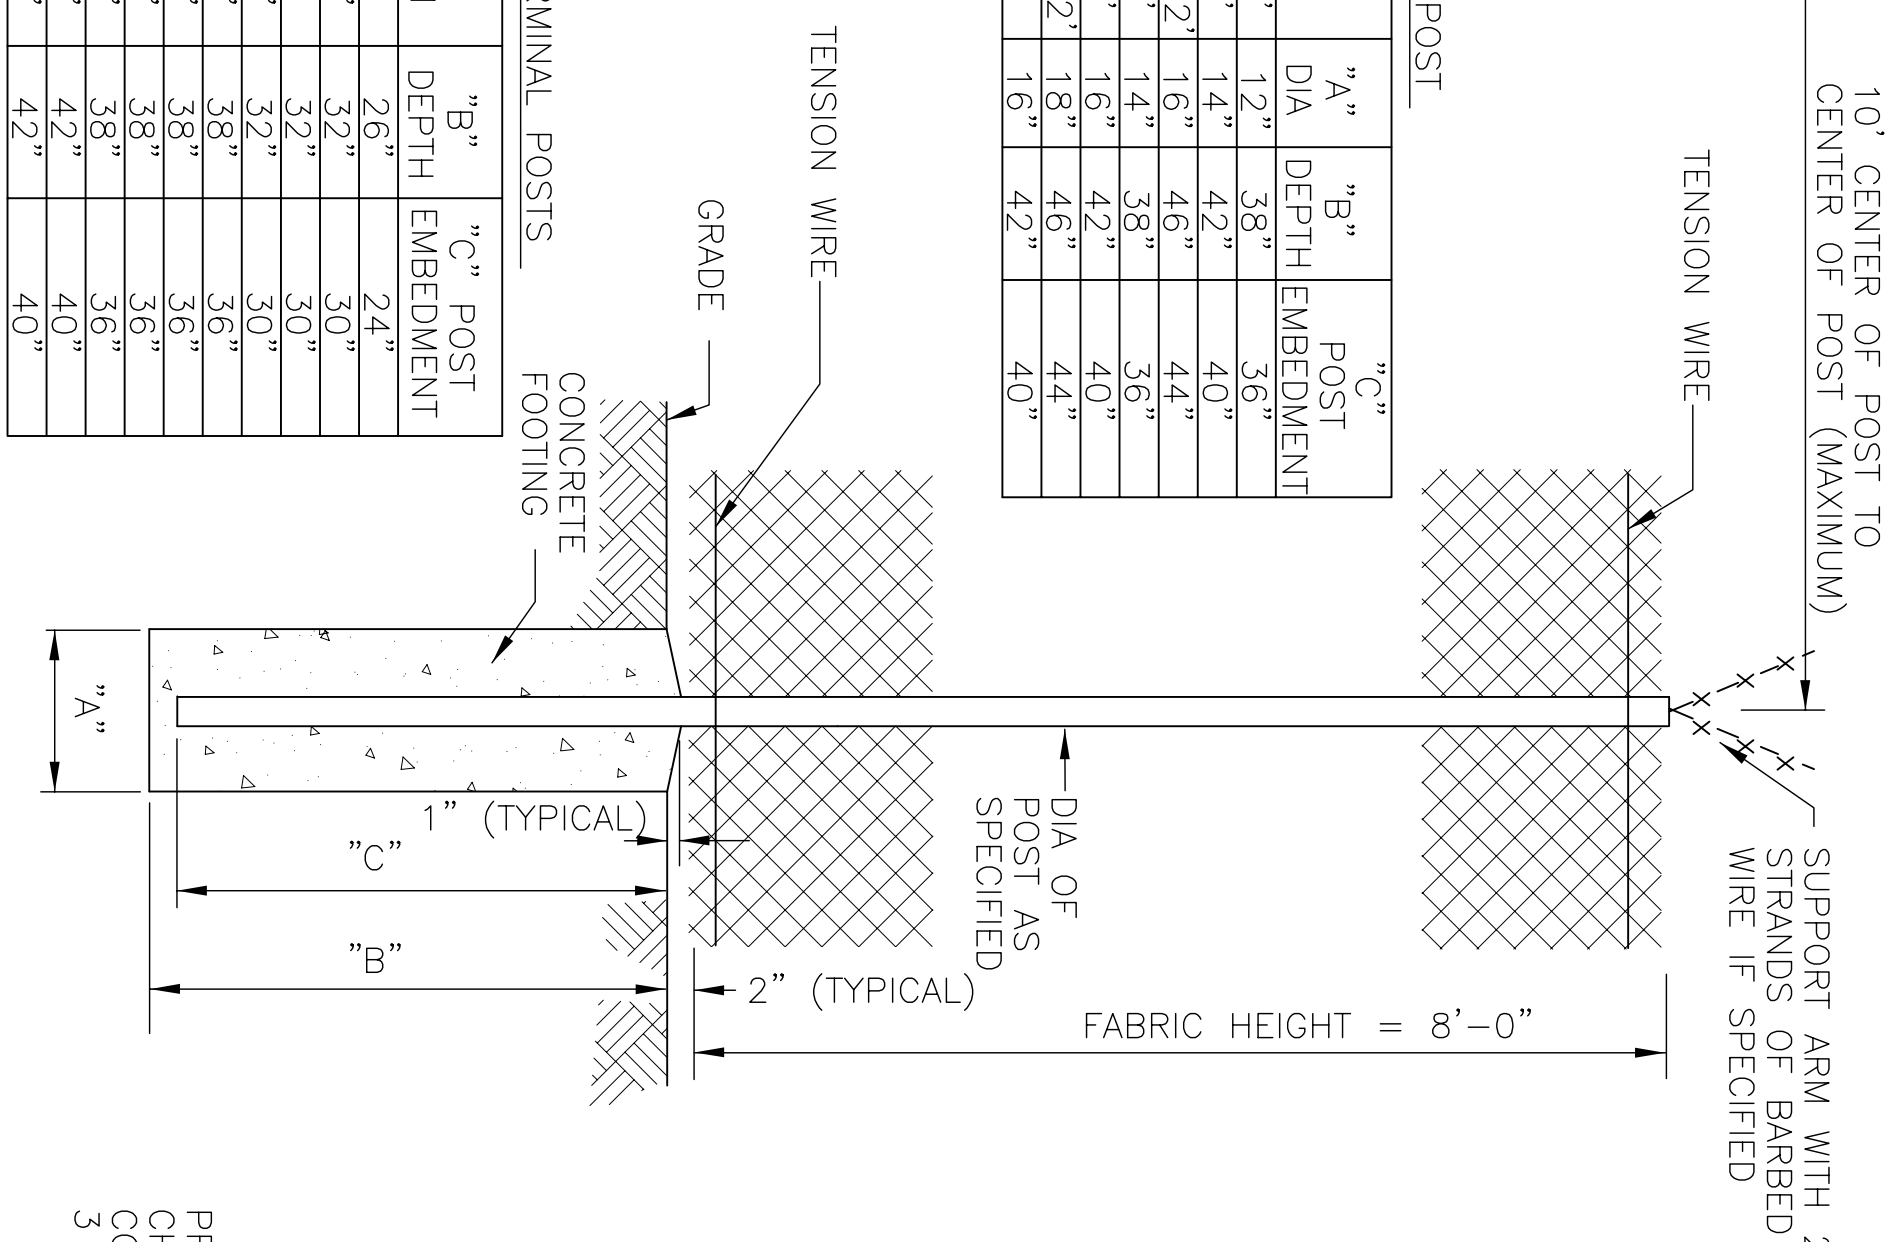 10' CENTER OF POST TO
CENTER OF POST (MAXIMUM)
SUPPORT ARM WITH
STRANDS OF BARBED
WIRE IF SPECIFIED
TENSION WIRE
FABRIC HEIGHT = 8'-0"
POST
"A" DIA "B" DEPTH "C" POST EMBEDMENT
12" 38" 36"
14" 42" 40"
16" 46" 44"
14" 38" 36"
16" 42" 40"
18" 46" 44"
16" 42" 40"
DIA OF
POST AS
SPECIFIED
TENSION WIRE
2" (TYPICAL)
GRADE
1" (TYPICAL)
CONCRETE
FOOTING
"C"
"B"
"A"
POSTS
"B" DEPTH "C" POST EMBEDMENT
26" 24"
32" 30"
32" 30"
32" 30"
38" 36"
38" 36"
38" 36"
38" 36"
42" 40"
42" 40"
3